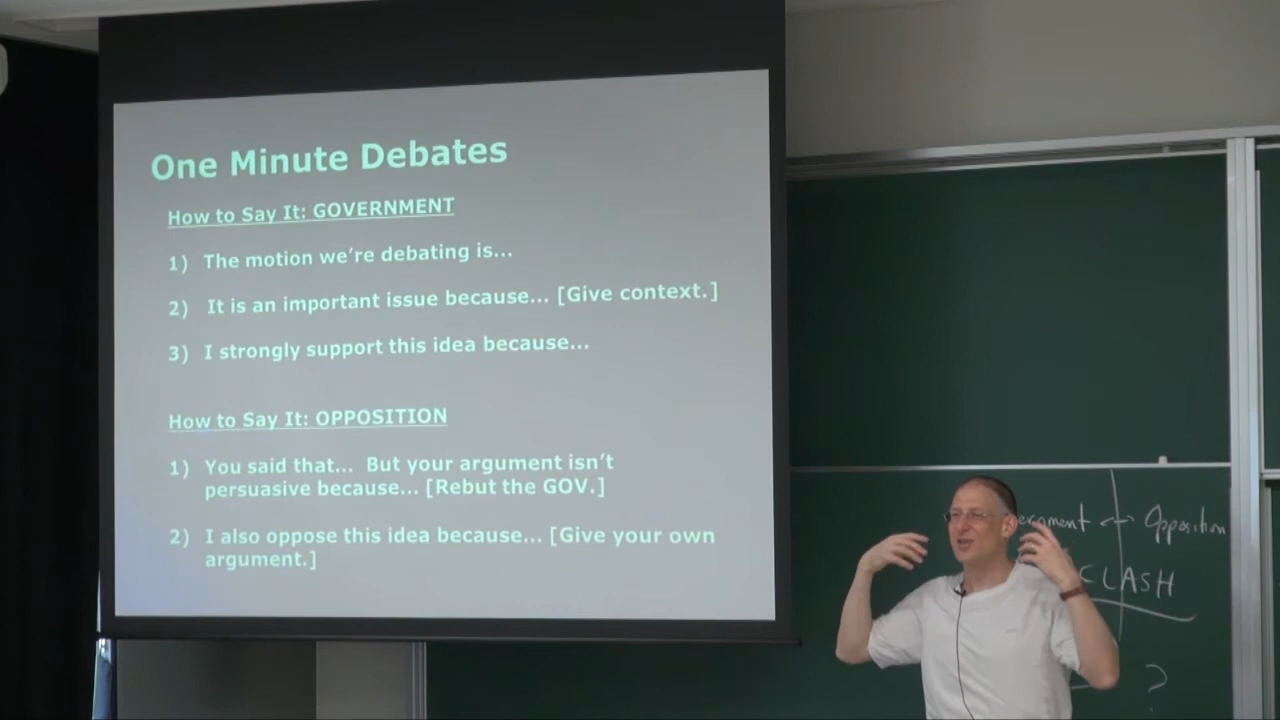 One Minute Debates
How to Say It: GOVERNMENT
1) The motion we're debating is...
2) It is an important issue because... [Give context.]
3) I strongly support this idea because...
How to Say It: OPPOSITION
1) You said that... But your argument isn't
persuasive because... [Rebut the GOV.]
2) I also oppose this idea because... [Give your own
argument.]
Opposition
CLASH
?